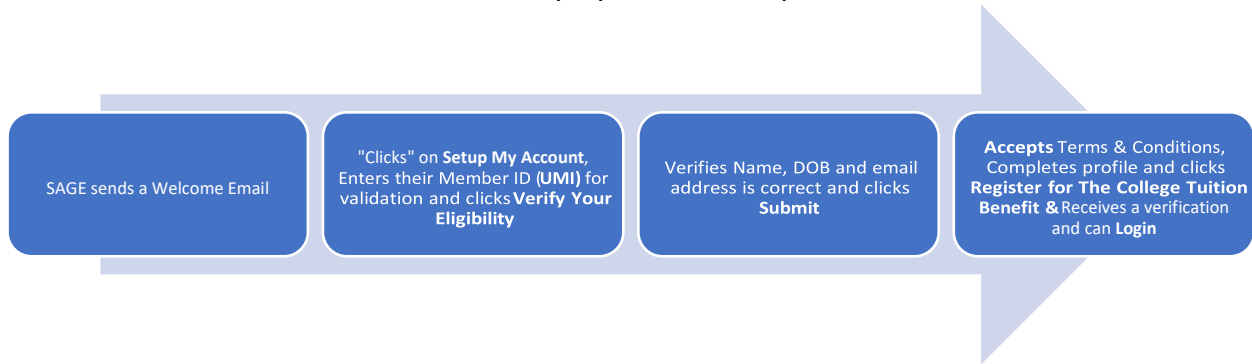 SAGE sends a Welcome Email
"Clicks" on Setup My Account,
Enters their Member ID (UMI) for
validation and clicks Verify Your
Eligibility
Verifies Name, DOB and email
address is correct and clicks
Submit
Accepts Terms & Conditions,
Completes profile and clicks
Register for The College Tuition
Benefit & Receives a verification
and can Login